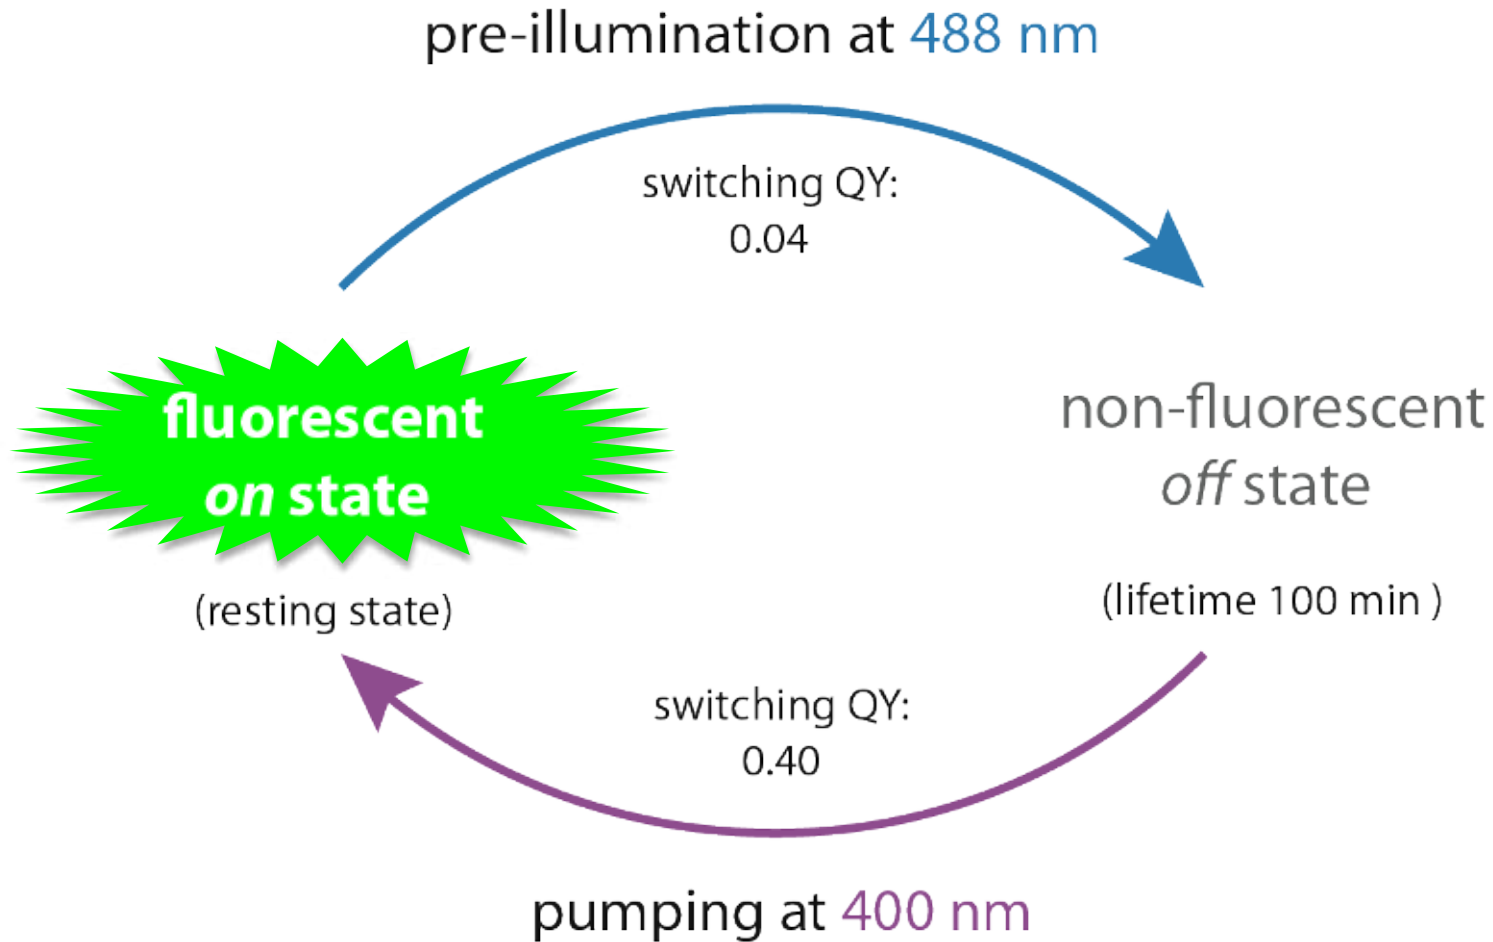 pre-illumination at 488 nm
switching QY:
0.04
fluorescent
on state
(resting state)
non-fluorescent
off state
(lifetime 100 min )
switching QY:
0.40
pumping at 400 nm